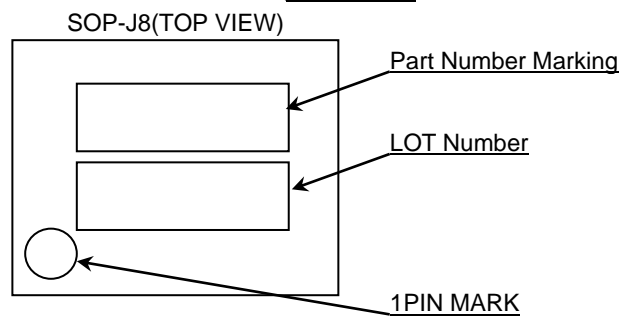 SOP-J8(TOP VIEW)
Part Number Marking
LOT Number
1PIN MARK